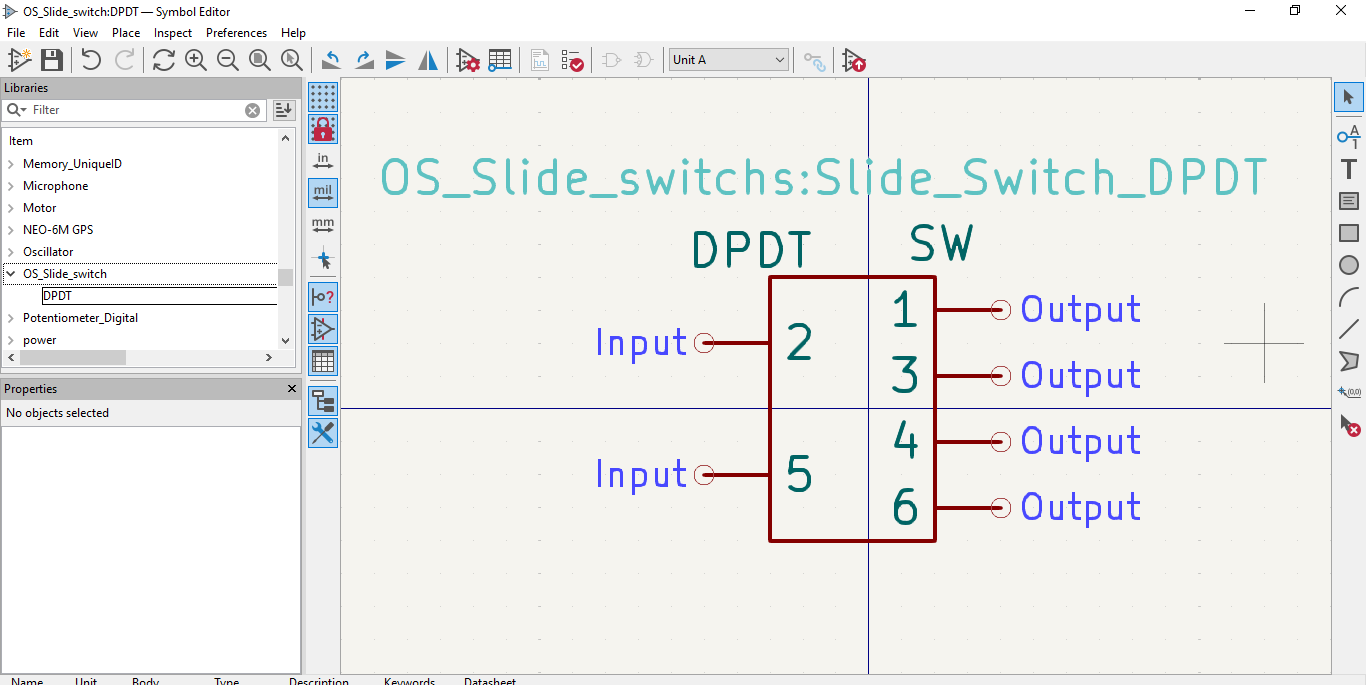 OS_Slide_switch:DPDT — Symbol Editor
File Edit View Place Inspect Preferences Help
Unit A
Libraries
Filter
Item
Memory_UniqueID
Microphone
Motor
NEO-6M GPS
Oscillator
OS_Slide_switch
DPDT
Potentiometer_Digital
power
Properties
No objects selected
in
mil
mm
OS_Slide_switchs:Slide_Switch_DPDT
DPDT SW
1 Output
Input 2
3 Output
4 Output
Input 5
6 Output
A
1
T
(0,0)
Name Unit Body Type Description Keywords Datasheet